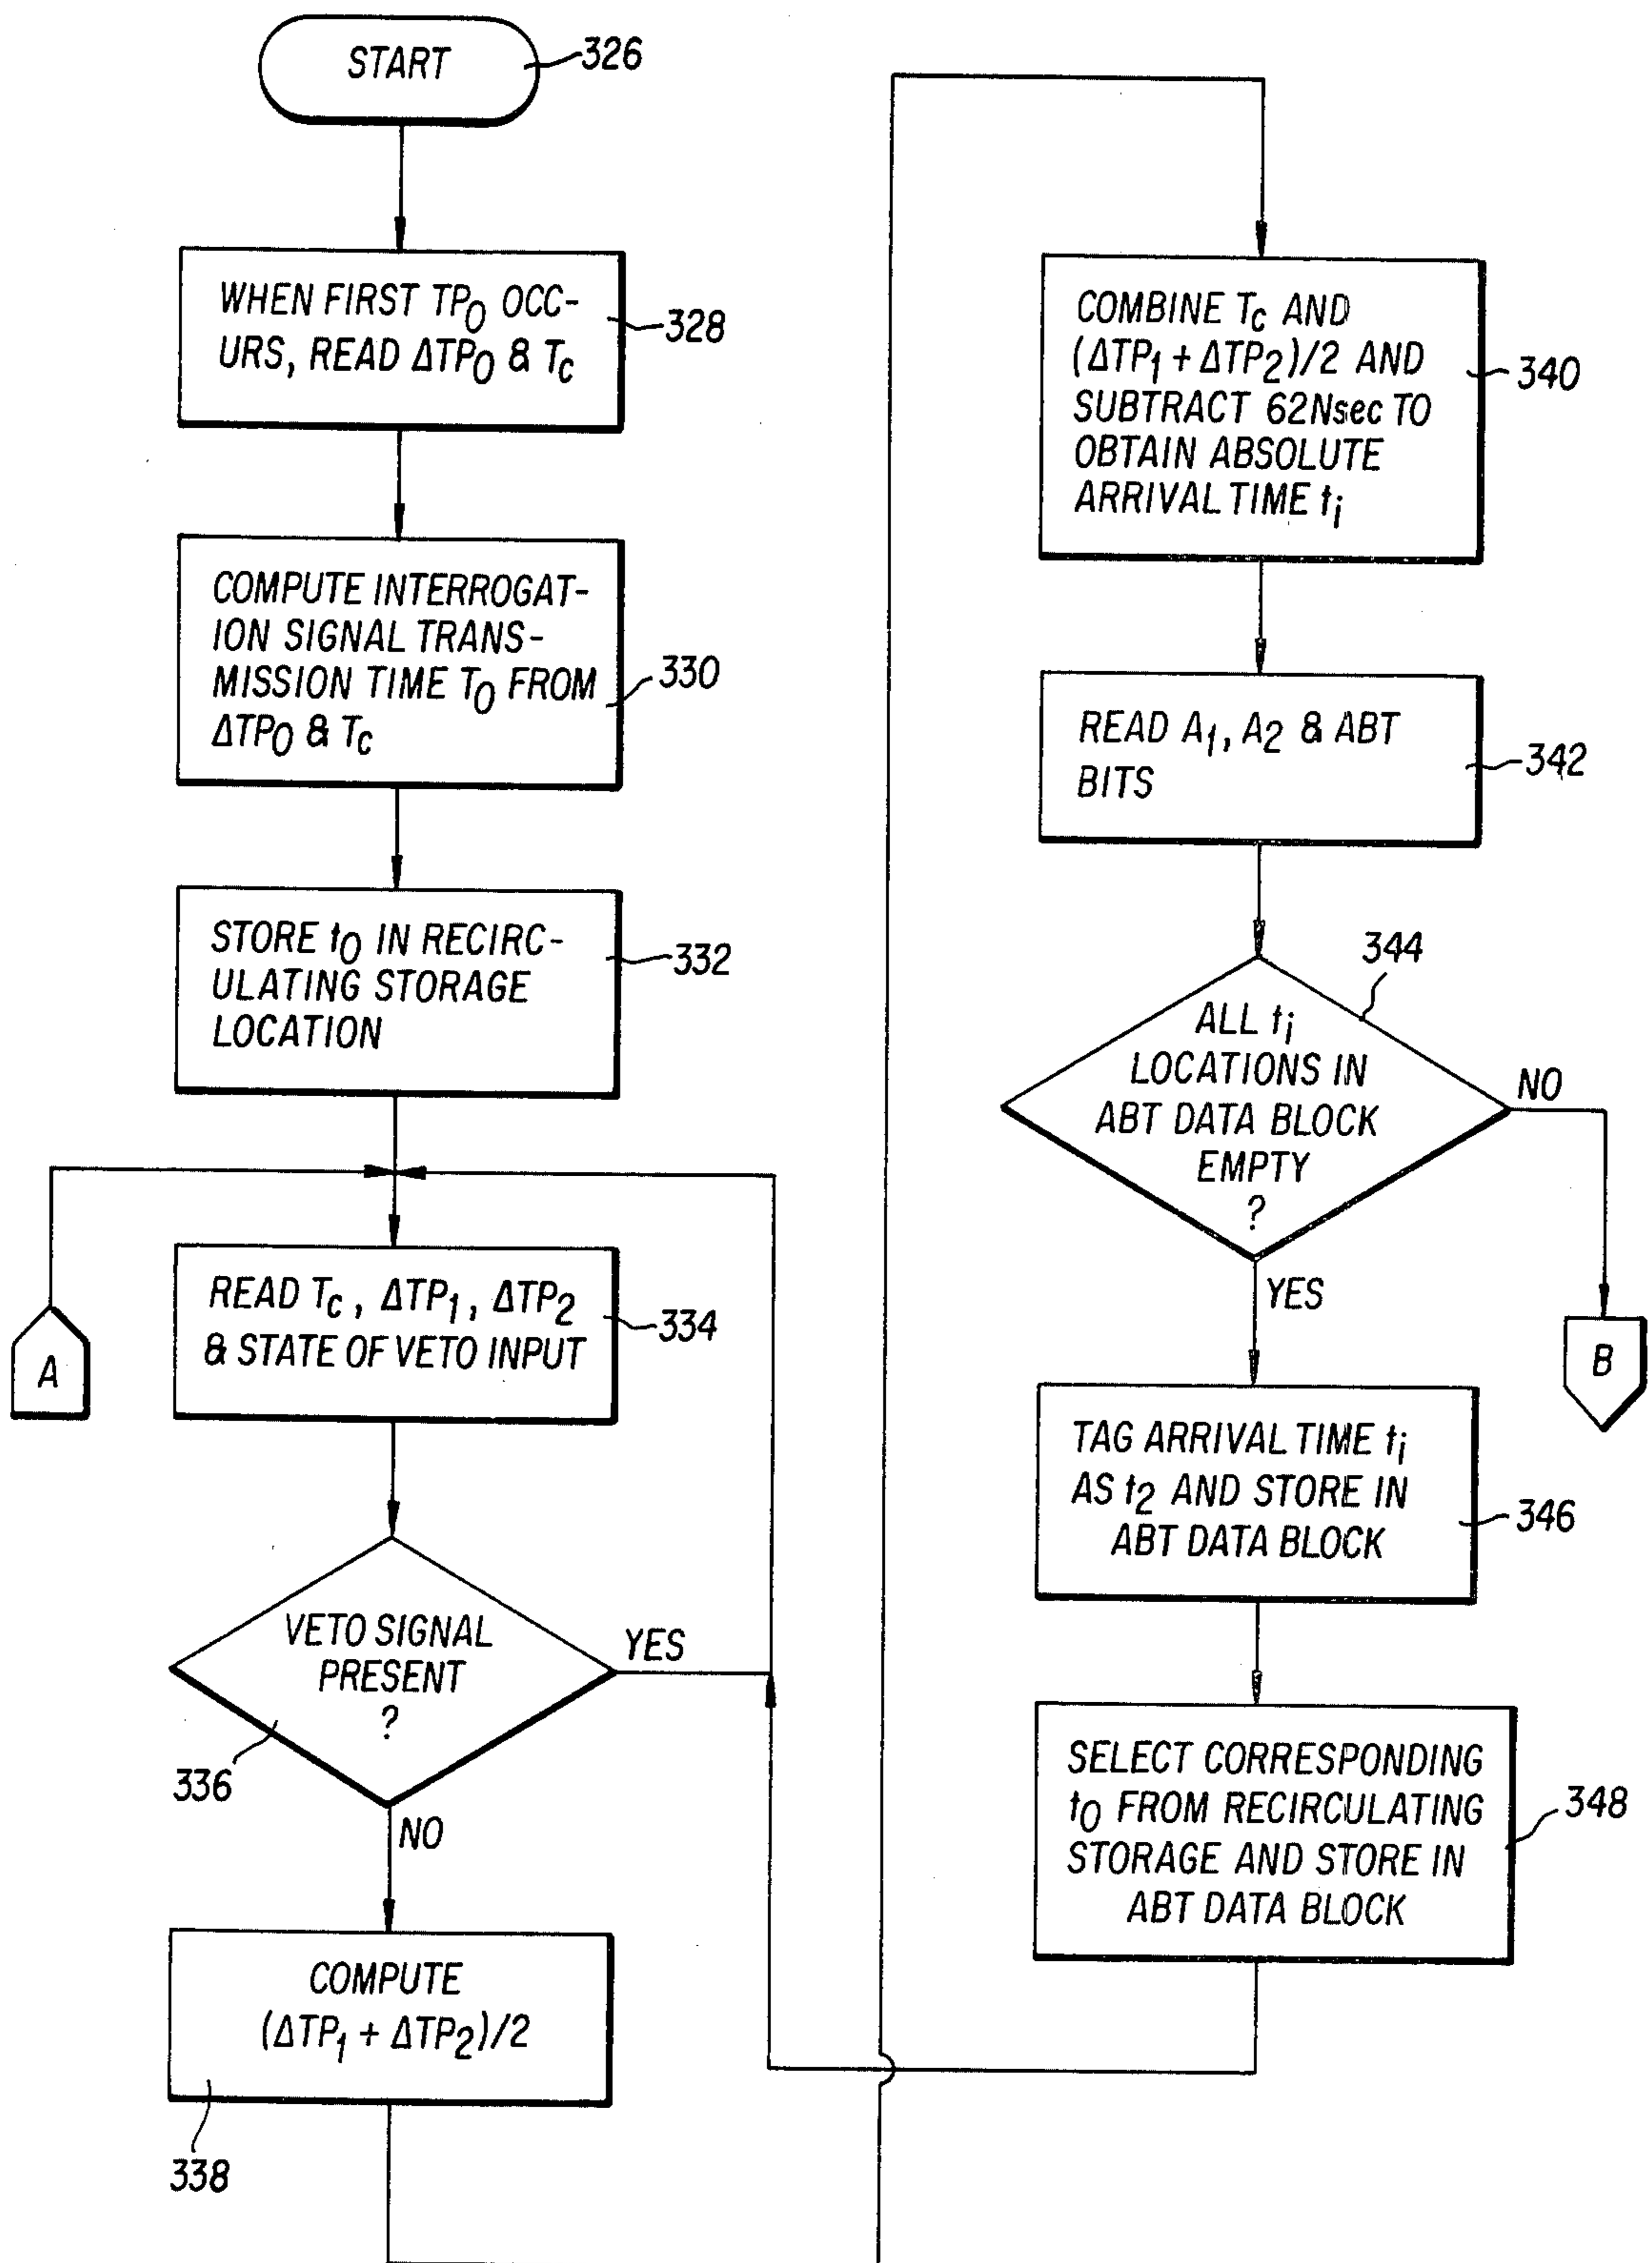 START
326
WHEN FIRST TP₀ OCC-
URS, READ ΔTP₀ & Tc
328
COMPUTE INTERROGAT-
ION SIGNAL TRANS-
MISSION TIME T₀ FROM
ΔTP₀ & Tc
330
STORE t₀ IN RECIRC-
ULATING STORAGE
LOCATION
332
A
READ Tc, ΔTP₁, ΔTP₂
& STATE OF VETO INPUT
334
VETO SIGNAL
PRESENT
?
336
YES
NO
COMPUTE
(ΔTP₁ + ΔTP₂)/2
338
COMBINE Tc AND
(ΔTP₁ + ΔTP₂)/2 AND
SUBTRACT 62Nsec TO
OBTAIN ABSOLUTE
ARRIVAL TIME ti
340
READ A₁, A₂ & ABT
BITS
342
344
ALL ti
LOCATIONS IN
ABT DATA BLOCK
EMPTY
?
NO
YES
B
TAG ARRIVAL TIME ti
AS t₂ AND STORE IN
ABT DATA BLOCK
346
SELECT CORRESPONDING
t₀ FROM RECIRCULATING
STORAGE AND STORE IN
ABT DATA BLOCK
348